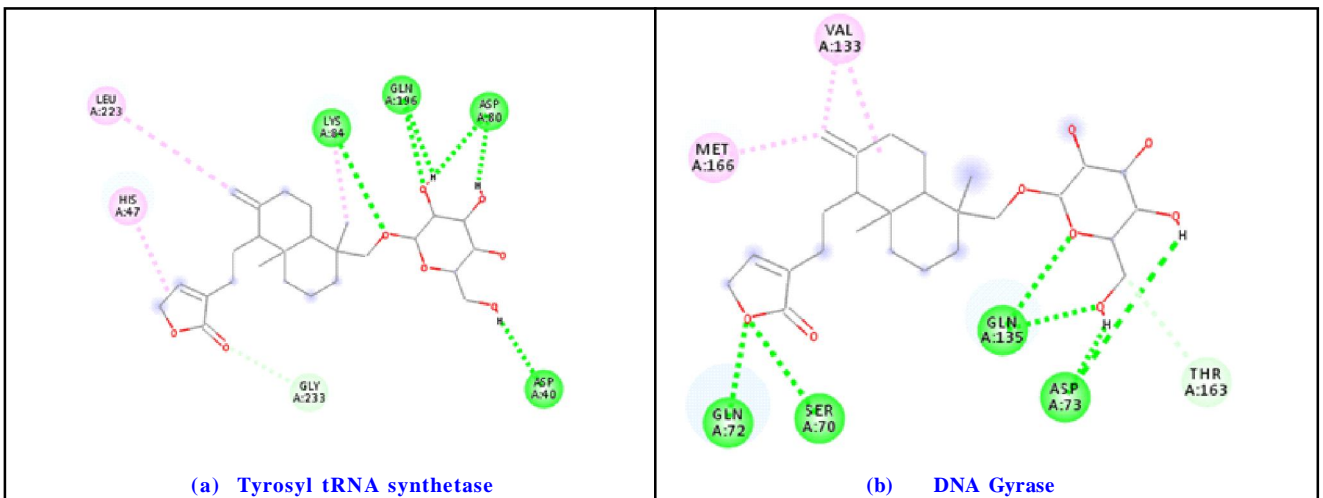 LEU
A:223
HIS
A:47
LYS
A:84
GLN
A:196
ASP
A:80
H
O
H
O
O
O
O
O
O
H
O
O
GLY
233
ASP
A:40
(a) Tyrosyl tRNA synthetase
VAL
A:133
MET
A:166
O
O
O
O
O
H
O
H
O
O
GLN
A:135
GLN
A:72
SER
A:70
ASP
A:73
THR
A:163
(b) DNA Gyrase